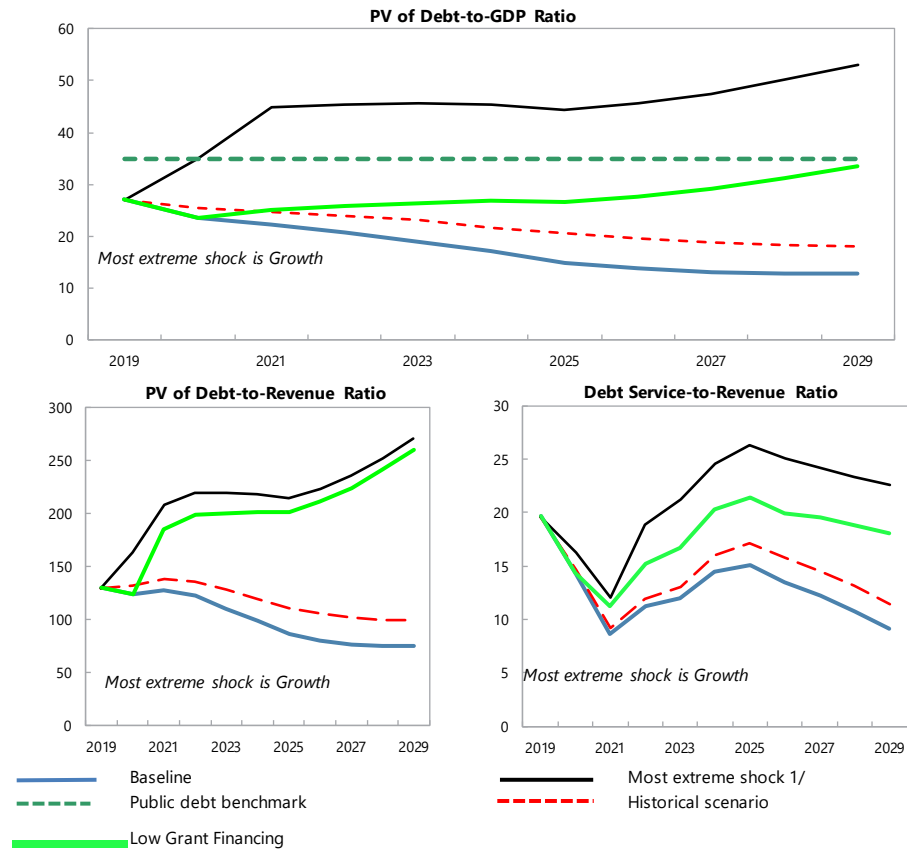 PV of Debt-to-GDP Ratio
60
50
40
30
20
10
0
Most extreme shock is Growth
2019 2021 2023 2025 2027 2029
PV of Debt-to-Revenue Ratio
300
250
200
150
100
50
0
Most extreme shock is Growth
2019 2021 2023 2025 2027 2029
Debt Service-to-Revenue Ratio
30
25
20
15
10
5
0
Most extreme shock is Growth
2019 2021 2023 2025 2027 2029
Baseline
Public debt benchmark
Low Grant Financing
Most extreme shock 1/
Historical scenario